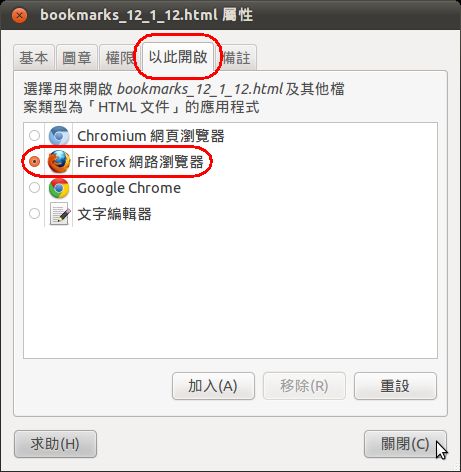 bookmarks_12_1_12.html 屬性
基本 圖章 權限 以此開啟 備註
選擇用來開啟 bookmarks_12_1_12.html 及其他檔
案類型為「HTML 文件」的應用程式
Chromium 網頁瀏覽器
Firefox 網路瀏覽器
Google Chrome
文字編輯器
加入(A) 移除(R) 重設
求助(H) 關閉(C)